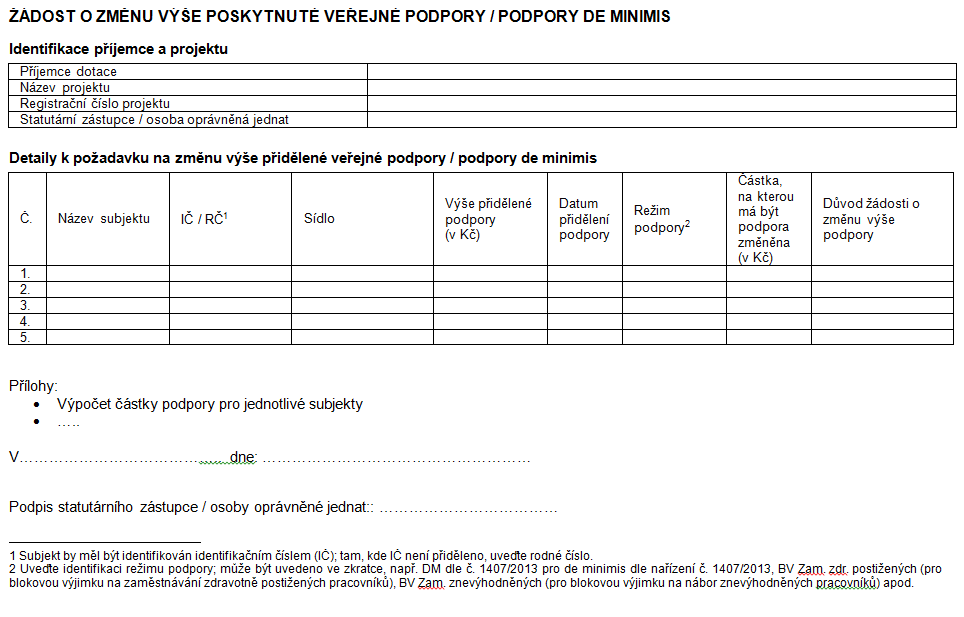 ŽÁDOST O ZMĚNU VÝŠE POSKYTNUTÉ VEŘEJNÉ PODPORY / PODPORY DE MINIMIS
Identifikace příjemce a projektu
Příjemce dotace
Název projektu
Registrační číslo projektu
Statutární zástupce / osoba oprávněná jednat
Detaily k požadavku na změnu výše přidělené veřejné podpory / podpory de minimis
Č.
Název subjektu
IČ / RČ1
Sídlo
Výše přidělené
podpory
(v Kč)
Datum
přidělení
podpory
Režim
podpory2
Částka,
na kterou
má být
podpora
změněna
(v Kč)
Důvod žádosti o
změnu výše
podpory
1.
2.
3.
4.
5.
Přílohy:
• Výpočet částky podpory pro jednotlivé subjekty
• …..
V…………………………………… dne: ………………………………………………
Podpis statutárního zástupce / osoby oprávněné jednat:: ………………………………
1 Subjekt by měl být identifikován identifikačním číslem (IČ); tam, kde IČ není přiděleno, uveďte rodné číslo.
2 Uveďte identifikaci režimu podpory; může být uvedeno ve zkratce, např. DM dle č. 1407/2013 pro de minimis dle nařízení č. 1407/2013, BV Zam. zdr. postižených (pro
blokovou výjimku na zaměstnávání zdravotně postižených pracovníků), BV Zam. znevýhodněných (pro blokovou výjimku na nábor znevýhodněných pracovníků) apod.